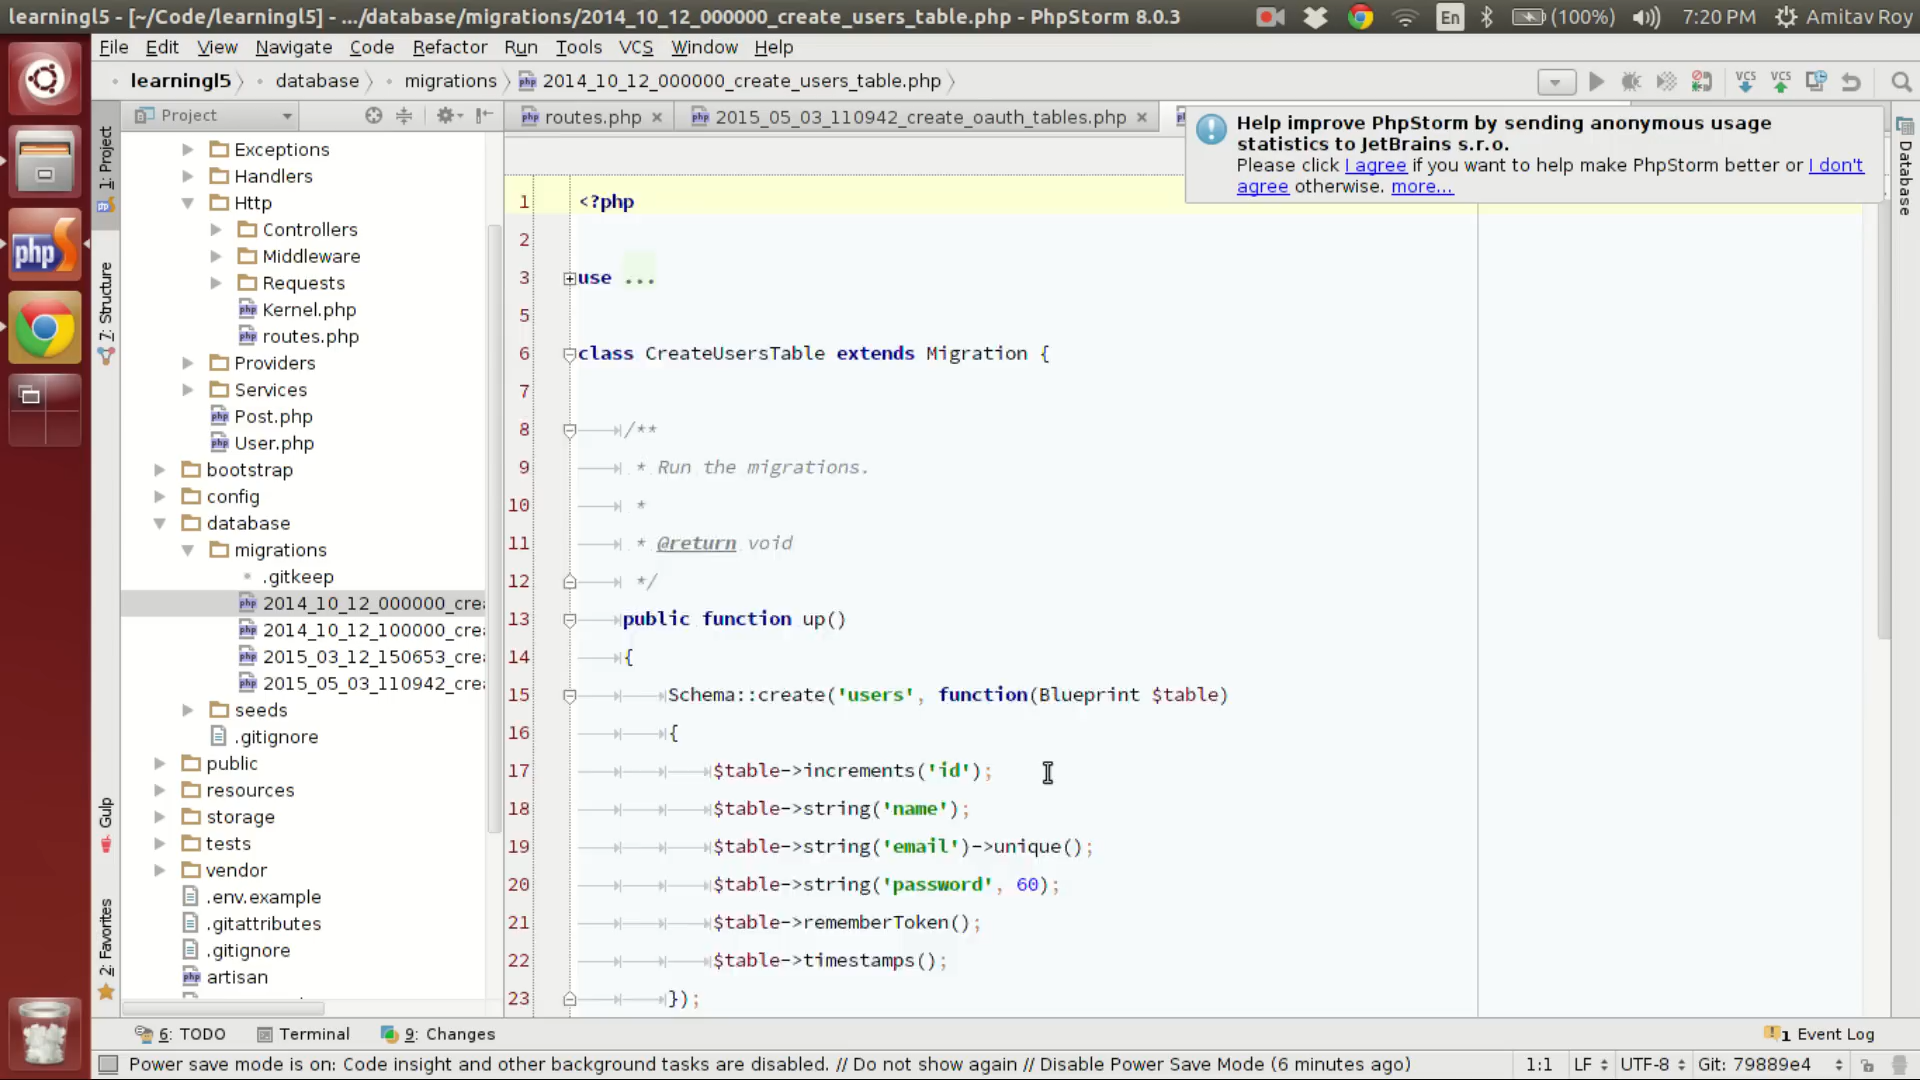 learningl5 [~/Code/learningl5] - .../database/migrations/2014_10_12_000000_create_users_table.php - PhpStorm 8.0.3
En
(100%)
7:20 PM
Amitav Roy
File Edit View Navigate Code Refactor Run Tools VCS Window Help
learningl5 database migrations 2014_10_12_000000_create_users_table.php
VCS VCS
1: Project
7: Structure
Gulp
2: Favorites
Project
Exceptions
Handlers
Http
Controllers
Middleware
Requests
Kernel.php
routes.php
Providers
Services
Post.php
User.php
bootstrap
config
database
migrations
.gitkeep
2014_10_12_000000_crea
2014_10_12_100000_crea
2015_03_12_150653_crea
2015_05_03_110942_crea
seeds
.gitignore
public
resources
storage
tests
vendor
.env.example
.gitattributes
.gitignore
artisan
routes.php
2015_05_03_110942_create_oauth_tables.php
Help improve PhpStorm by sending anonymous usage
statistics to JetBrains s.r.o.
Please click I agree if you want to help make PhpStorm better or I don't
agree otherwise. more...
Database
1 <?php
2
3 use ...
5
6 class CreateUsersTable extends Migration {
7
8 /**
9 * Run the migrations.
10 *
11 * @return void
12 */
13 public function up()
14 {
15 Schema::create('users', function(Blueprint $table)
16 {
17 $table->increments('id');
18 $table->string('name');
19 $table->string('email')->unique();
20 $table->string('password', 60);
21 $table->rememberToken();
22 $table->timestamps();
23 });
6: TODO Terminal 9: Changes
1 Event Log
Power save mode is on: Code insight and other background tasks are disabled. // Do not show again // Disable Power Save Mode (6 minutes ago)
1:1 LF UTF-8 Git: 79889e4
php